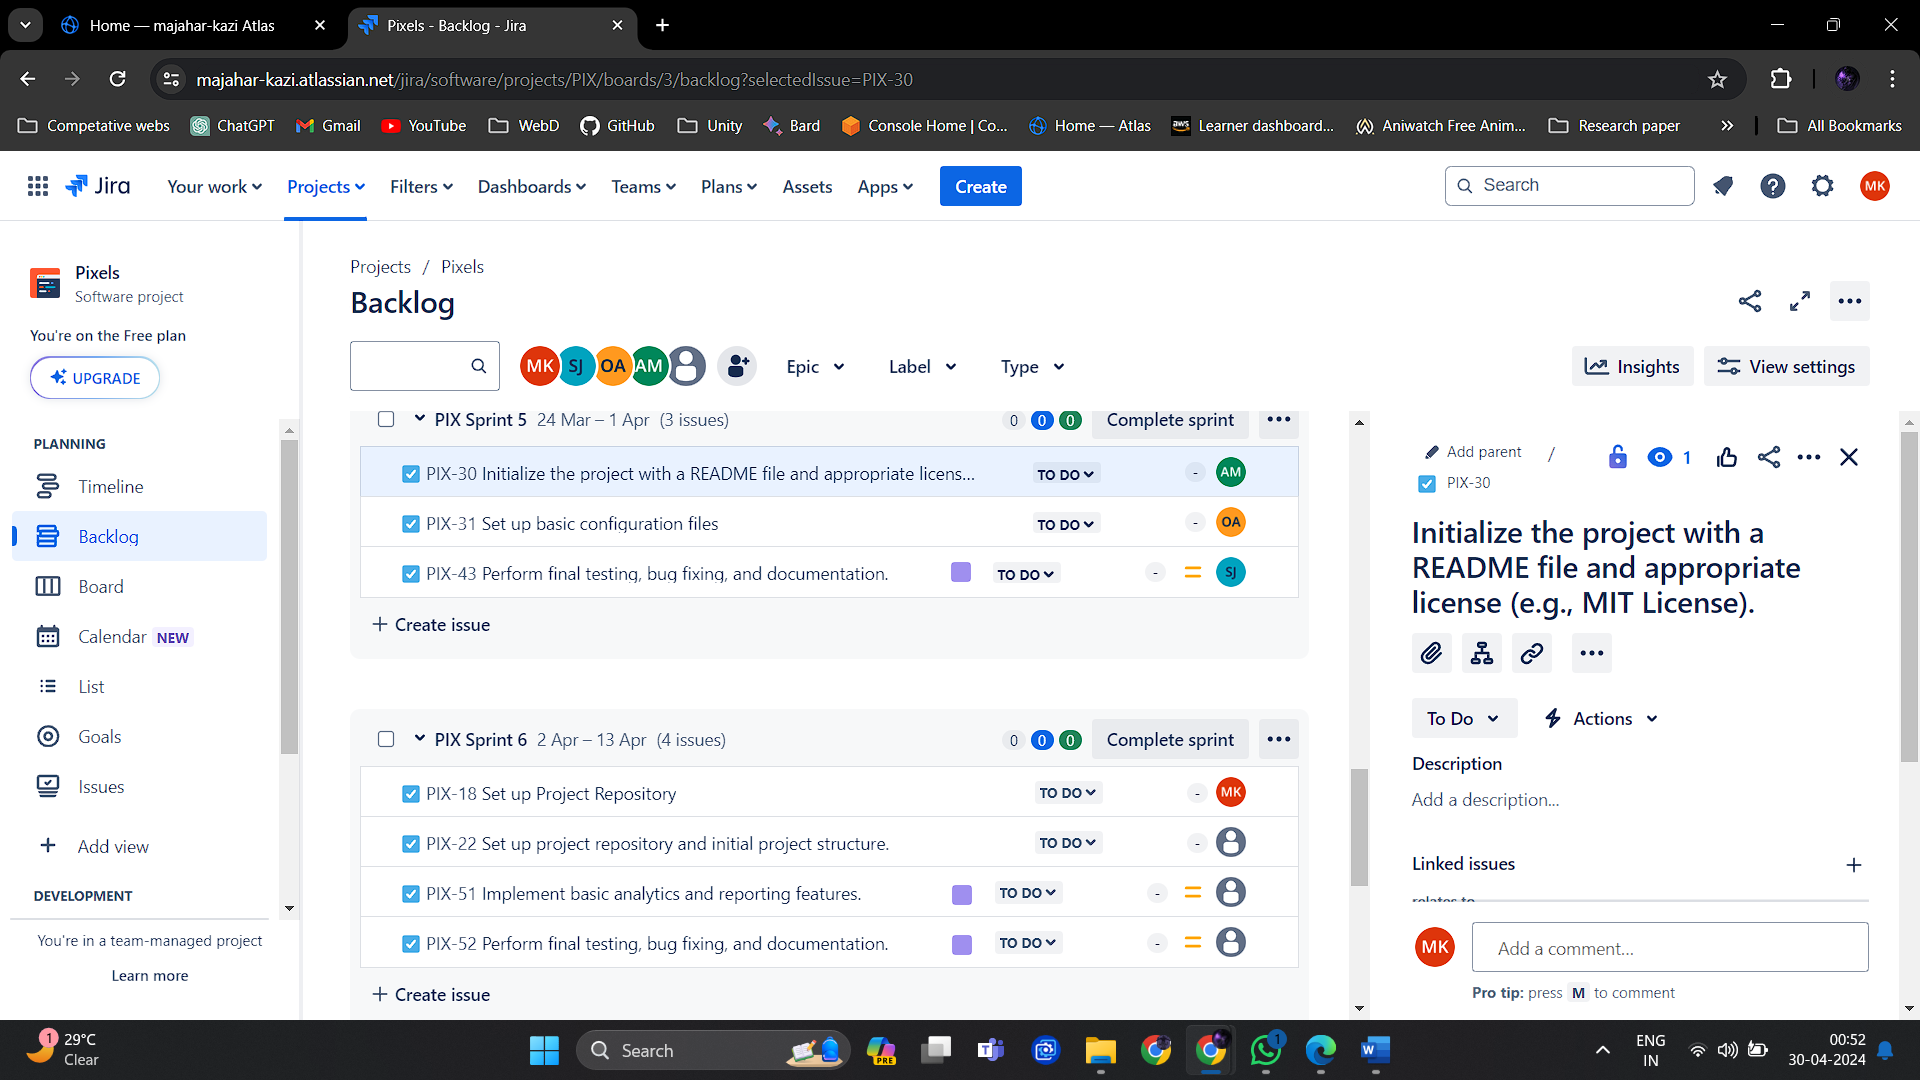 Home — majahar-kazi Atlas
Pixels - Backlog - Jira
majahar-kazi.atlassian.net/jira/software/projects/PIX/boards/3/backlog?selectedIssue=PIX-30
Competative webs ChatGPT Gmail YouTube WebD GitHub Unity Bard Console Home | Co... Home — Atlas aws Learner dashboard... Aniwatch Free Anim... Research paper All Bookmarks
Jira Your work Projects Filters Dashboards Teams Plans Assets Apps Create Search MK
Pixels
Software project
You're on the Free plan
UPGRADE
PLANNING
Timeline
Backlog
Board
Calendar NEW
List
Goals
Issues
Add view
DEVELOPMENT
You're in a team-managed project
Learn more
Projects / Pixels
Backlog
MK SJ OA AM Epic Label Type Insights View settings
PIX Sprint 5 24 Mar – 1 Apr (3 issues) 0 0 0 Complete sprint
PIX-30 Initialize the project with a README file and appropriate licens... TO DO - AM
PIX-31 Set up basic configuration files TO DO - OA
PIX-43 Perform final testing, bug fixing, and documentation. TO DO - SJ
+ Create issue
PIX Sprint 6 2 Apr – 13 Apr (4 issues) 0 0 0 Complete sprint
PIX-18 Set up Project Repository TO DO - MK
PIX-22 Set up project repository and initial project structure. TO DO -
PIX-51 Implement basic analytics and reporting features. TO DO -
PIX-52 Perform final testing, bug fixing, and documentation. TO DO -
+ Create issue
Add parent / 1
PIX-30
Initialize the project with a
README file and appropriate
license (e.g., MIT License).
To Do Actions
Description
Add a description...
Linked issues
relates to
MK Add a comment...
Pro tip: press M to comment
1 29°C
Clear
Search
PRE
1
ENG
IN
00:52
30-04-2024